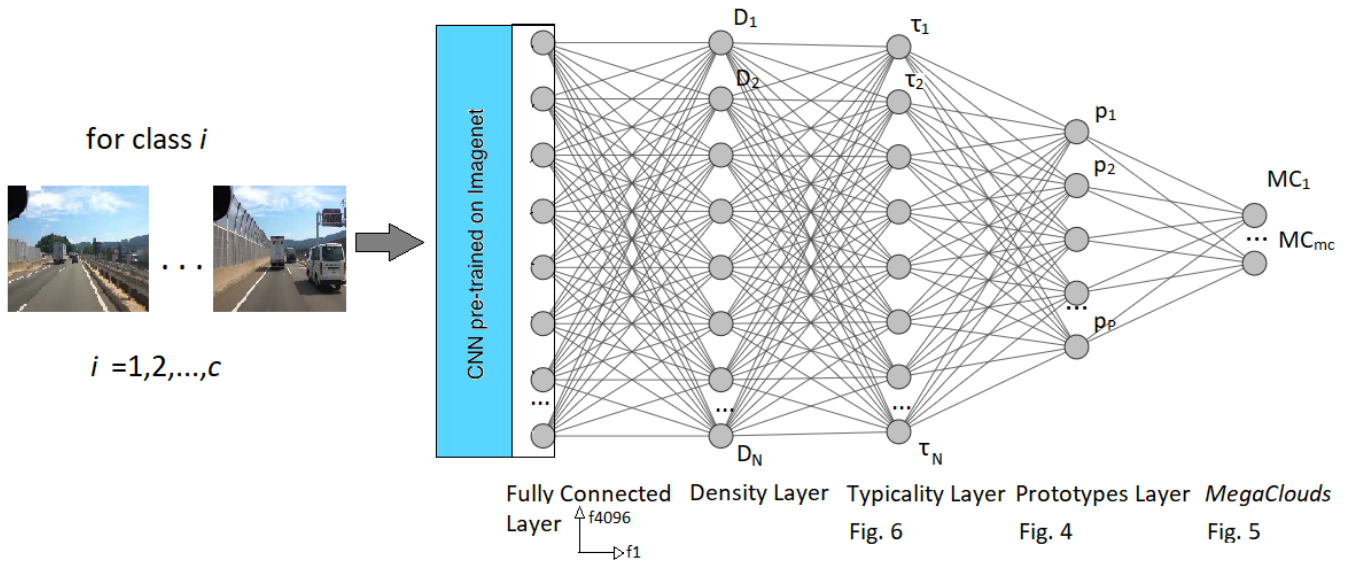 for class i
. . .
i =1,2,...,c
CNN pre-trained on Imagenet
...
D1
D2
...
DN
τ1
τ2
...
τN
p1
p2
...
pP
MC1
... MCmc
Fully Connected Layer
f4096
f1
Density Layer
Typicality Layer
Fig. 6
Prototypes Layer
Fig. 4
MegaClouds
Fig. 5